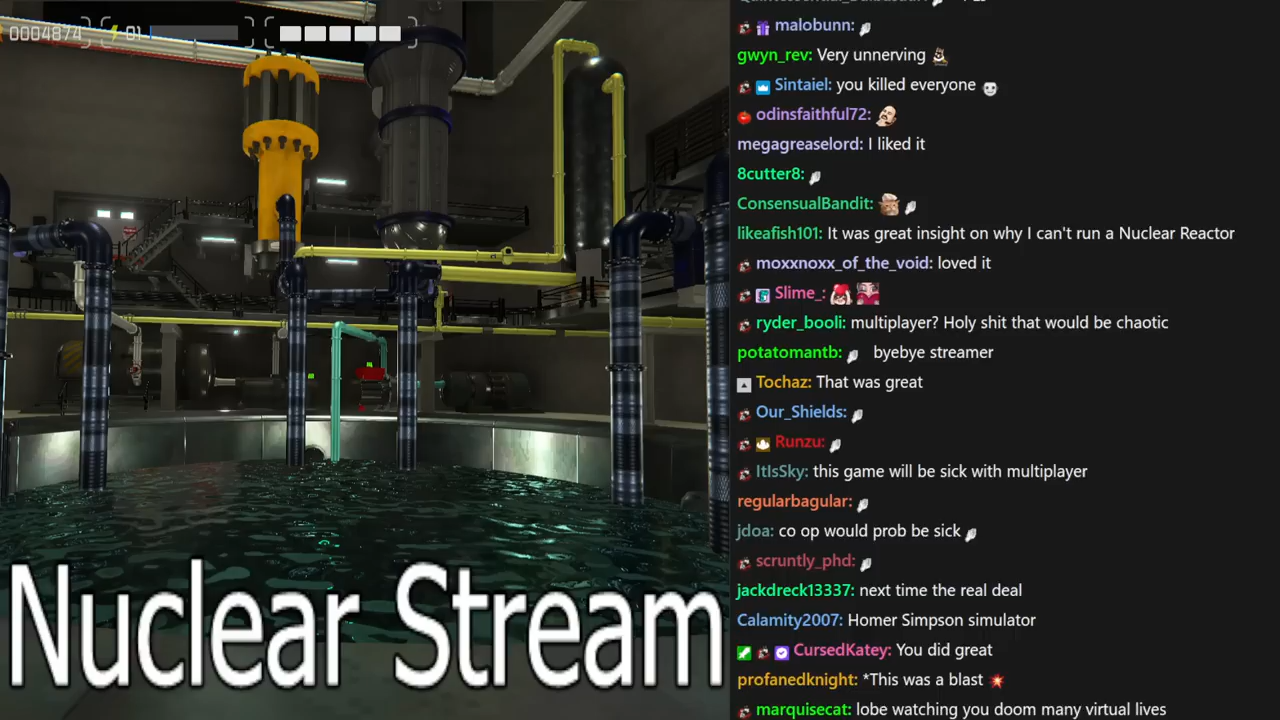 0004874
01
malobunn:
gwyn_rev: Very unnerving
Sintaiel: you killed everyone
odinsfaithful72:
megagreaselord: I liked it
8cutter8:
ConsensualBandit:
likeafish101: It was great insight on why I can't run a Nuclear Reactor
moxxnoxx_of_the_void: loved it
Slime_:
ryder_booli: multiplayer? Holy shit that would be chaotic
potatomantb: byebye streamer
Tochaz: That was great
Our_Shields:
Runzu:
ItIsSky: this game will be sick with multiplayer
regularbagular:
jdoa: co op would prob be sick
scruntly_phd:
jackdreck13337: next time the real deal
Calamity2007: Homer Simpson simulator
CursedKatey: You did great
profanedknight: *This was a blast
marquisecat: lobe watching you doom many virtual lives
Nuclear Stream